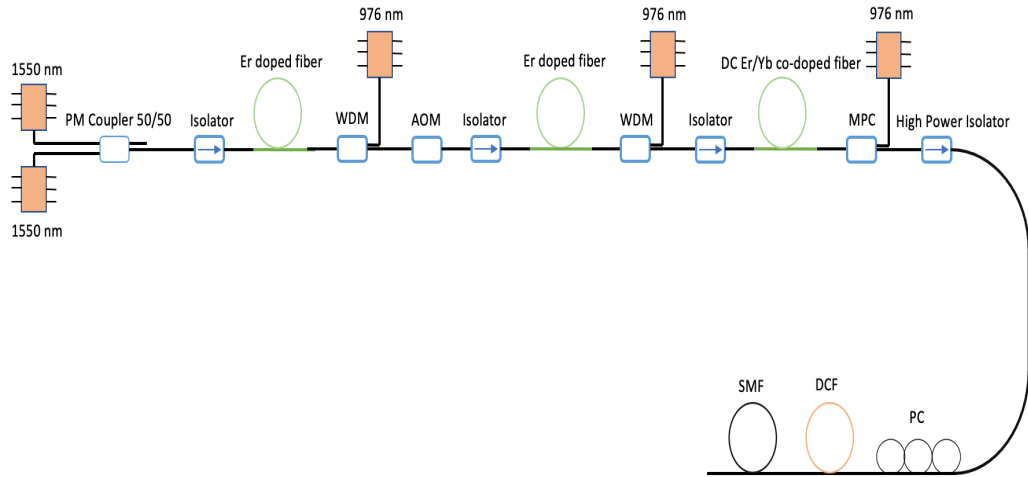 976 nm
976 nm
976 nm
1550 nm
Er doped fiber
Er doped fiber
DC Er/Yb co-doped fiber
PM Coupler 50/50
Isolator
WDM
AOM
Isolator
WDM
Isolator
MPC
High Power Isolator
1550 nm
SMF
DCF
PC